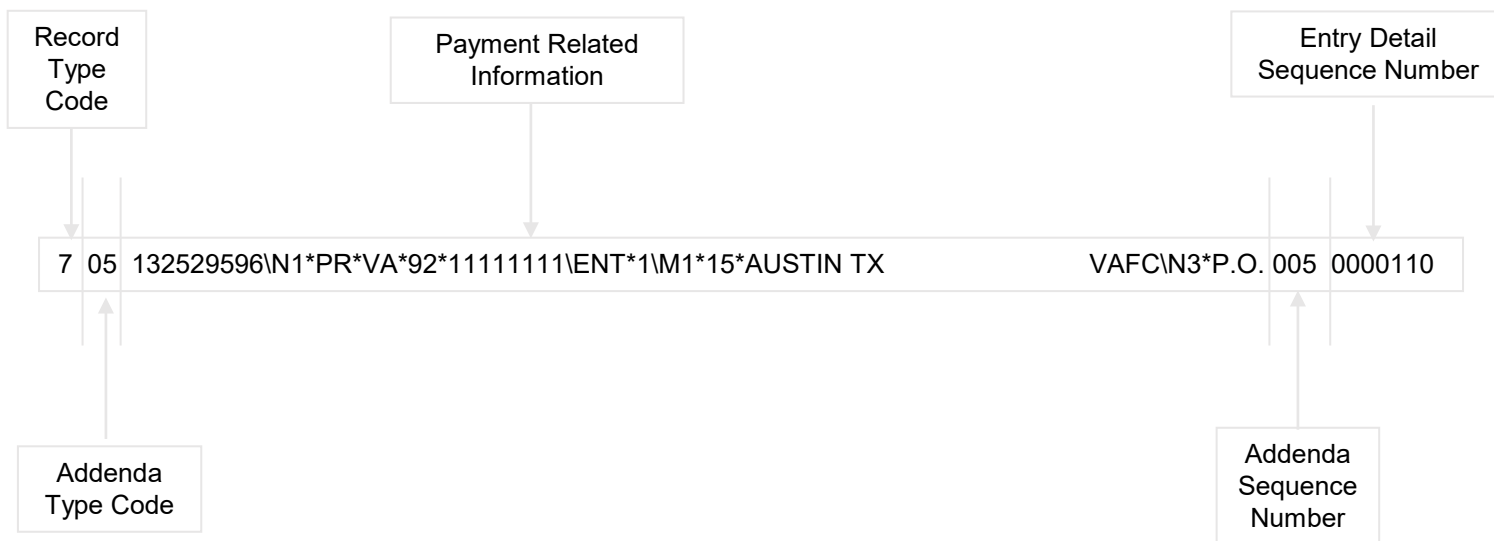 Record
Type
Code
Payment Related
Information
Entry Detail
Sequence Number
7 05 132529596\N1*PR*VA*92*11111111\ENT*1\M1*15*AUSTIN TX VAFC\N3*P.O. 005 0000110
Addenda
Type Code
Addenda
Sequence
Number